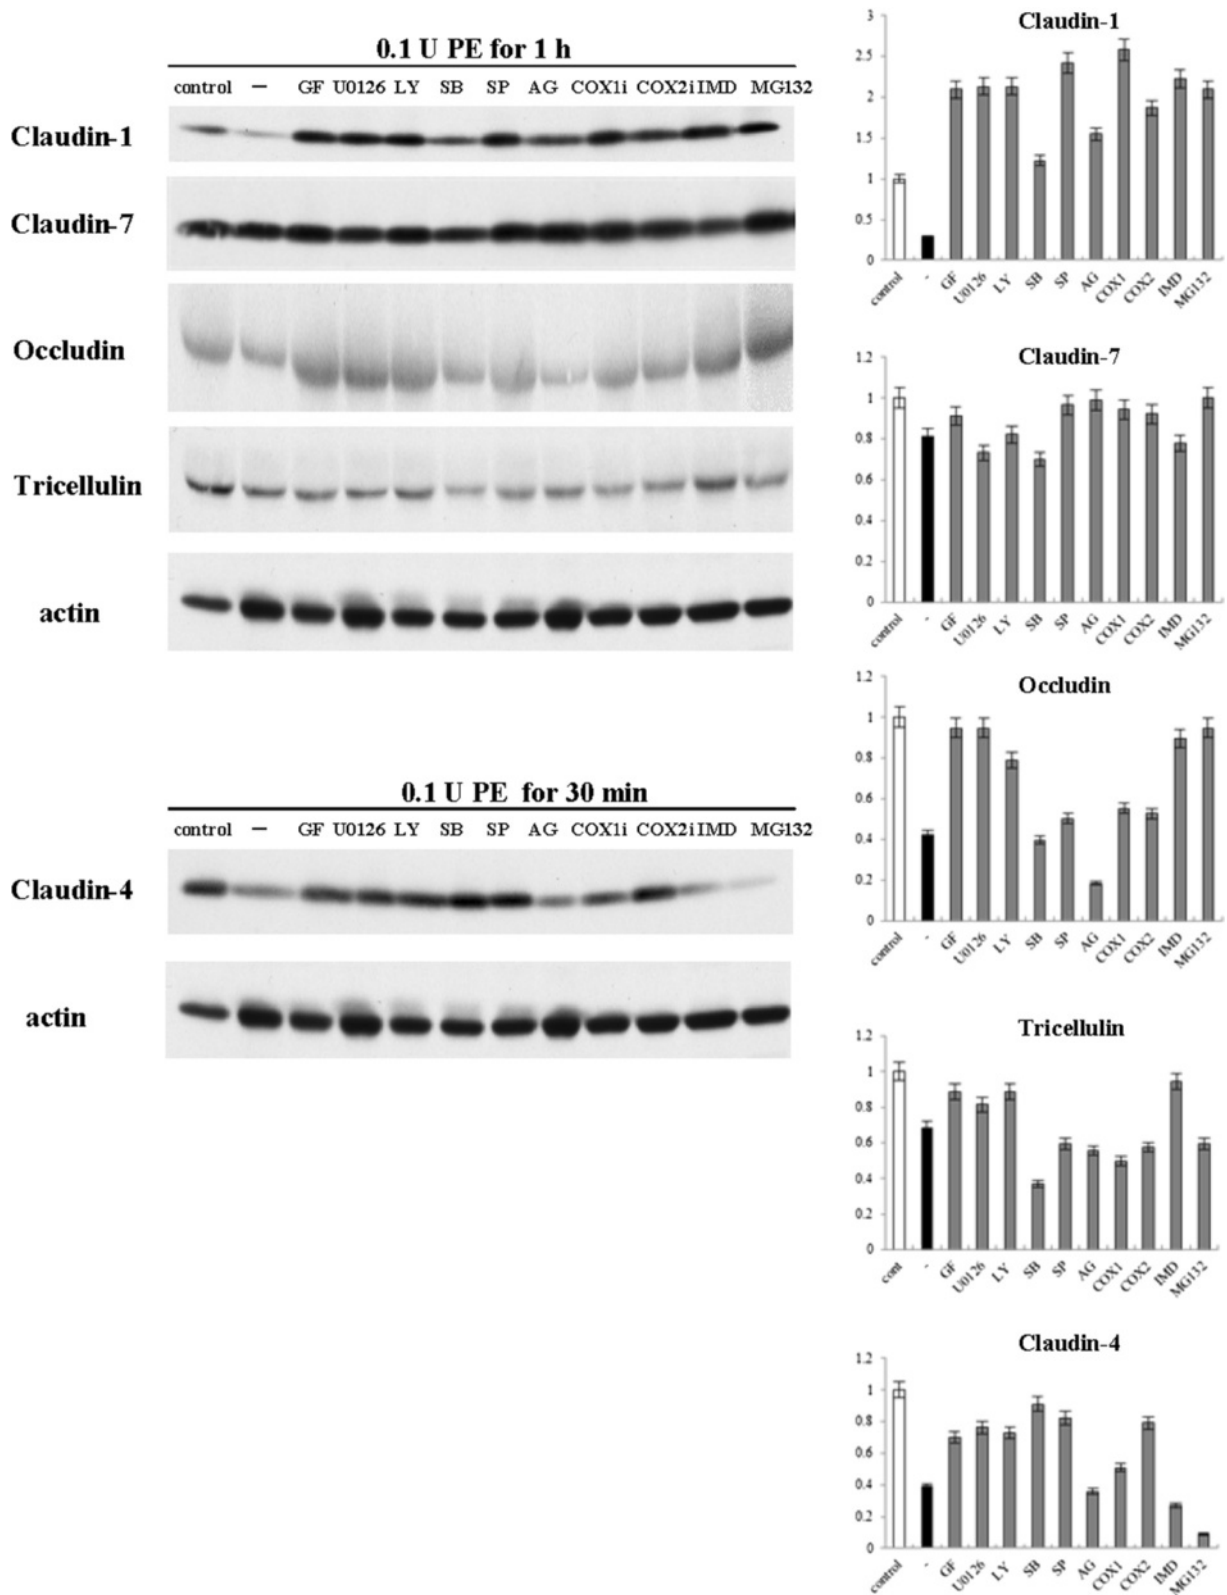 0.1 U PE for 1 h
control – GF U0126 LY SB SP AG COX1i COX2i IMD MG132
Claudin-1
Claudin-7
Occludin
Tricellulin
actin
0.1 U PE for 30 min
control – GF U0126 LY SB SP AG COX1i COX2i IMD MG132
Claudin-4
actin
Claudin-1
3
2.5
2
1.5
1
0.5
0
control - GF U0126 LY SB SP AG COX1 COX2 IMD MG132
Claudin-7
1.2
1
0.8
0.6
0.4
0.2
0
control - GF U0126 LY SB SP AG COX1 COX2 IMD MG132
Occludin
1.2
1
0.8
0.6
0.4
0.2
0
control - GF U0126 LY SB SP AG COX1 COX2 IMD MG132
Tricellulin
1.2
1
0.8
0.6
0.4
0.2
0
cont - GF U0126 LY SB SP AG COX1 COX2 IMD MG132
Claudin-4
1.2
1
0.8
0.6
0.4
0.2
0
control - GF U0126 LY SB SP AG COX1 COX2 IMD MG132